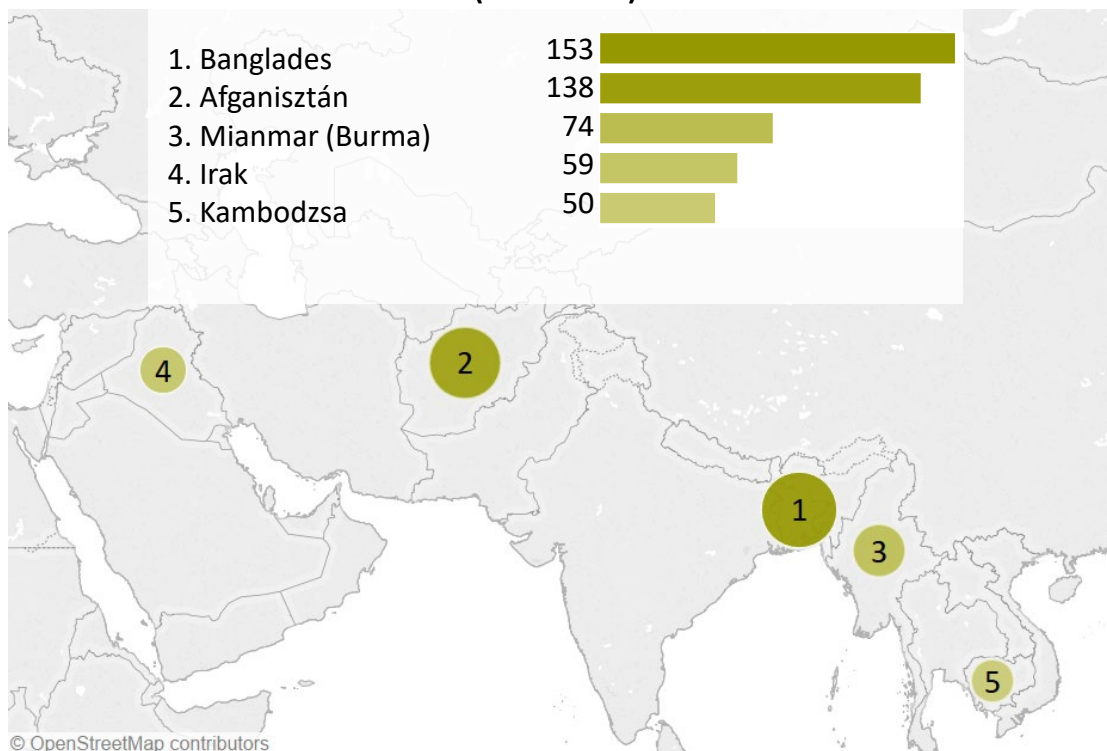 1. Banglades 153
2. Afganisztán 138
3. Mianmar (Burma) 74
4. Irak 59
5. Kambodzsa 50
4
2
1
3
5
© OpenStreetMap contributors